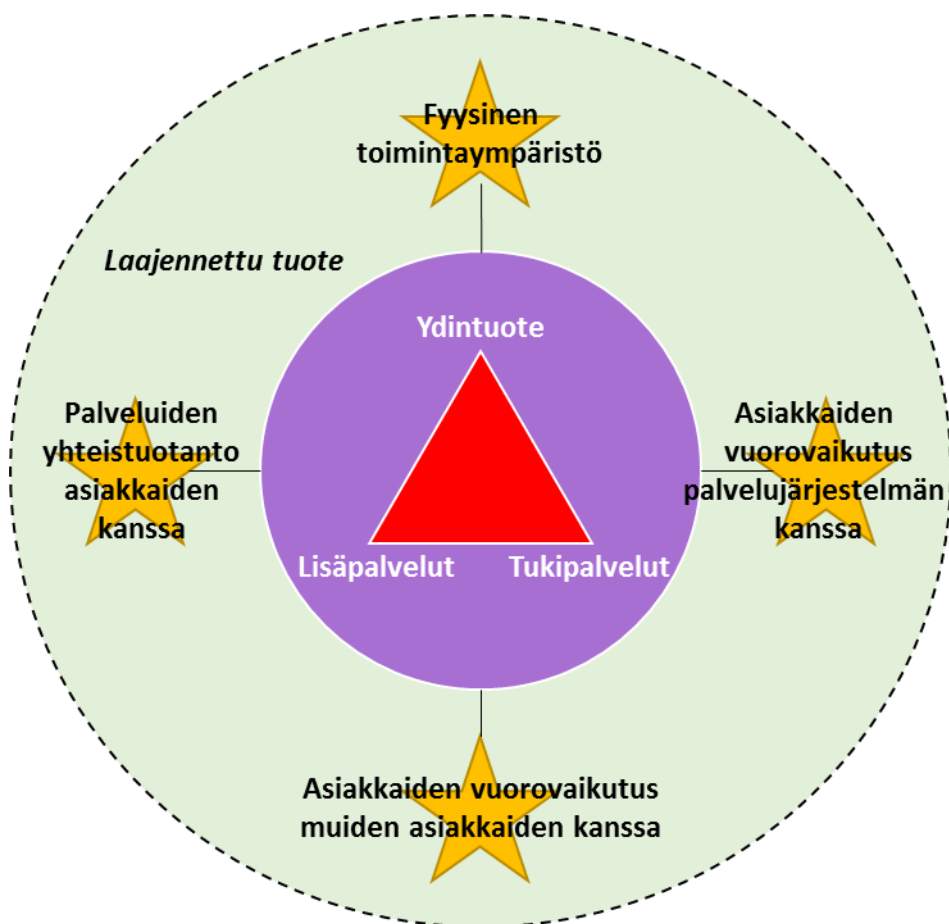 Fyysinen
toimintaympäristö
Laajennettu tuote
Ydintuote
Palveluiden
yhteistuotanto
asiakkaiden
kanssa
Asiakkaiden
vuorovaikutus
palvelujärjestelmän
kanssa
Lisäpalvelut
Tukipalvelut
Asiakkaiden vuorovaikutus
muiden asiakkaiden kanssa